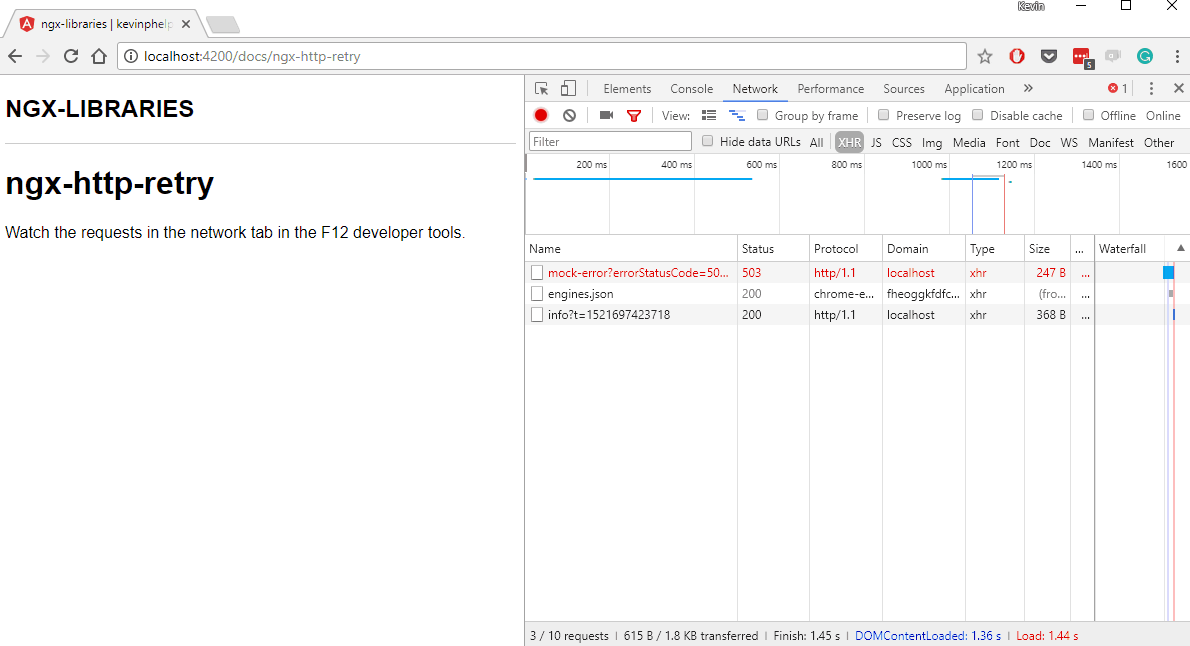 Kevin
ngx-libraries | kevinphelp
localhost:4200/docs/ngx-http-retry
5
NGX-LIBRARIES
ngx-http-retry
Watch the requests in the network tab in the F12 developer tools.
Elements Console Network Performance Sources Application » 1
View: Group by frame Preserve log Disable cache Offline Online
Filter Hide data URLs All XHR JS CSS Img Media Font Doc WS Manifest Other
200 ms 400 ms 600 ms 800 ms 1000 ms 1200 ms 1400 ms 1600
Name Status Protocol Domain Type Size ... Waterfall
mock-error?errorStatusCode=50... 503 http/1.1 localhost xhr 247 B ...
engines.json 200 chrome-e... fheoggkfdfc... xhr (fro... ...
info?t=1521697423718 200 http/1.1 localhost xhr 368 B ...
3 / 10 requests | 615 B / 1.8 KB transferred | Finish: 1.45 s | DOMContentLoaded: 1.36 s | Load: 1.44 s